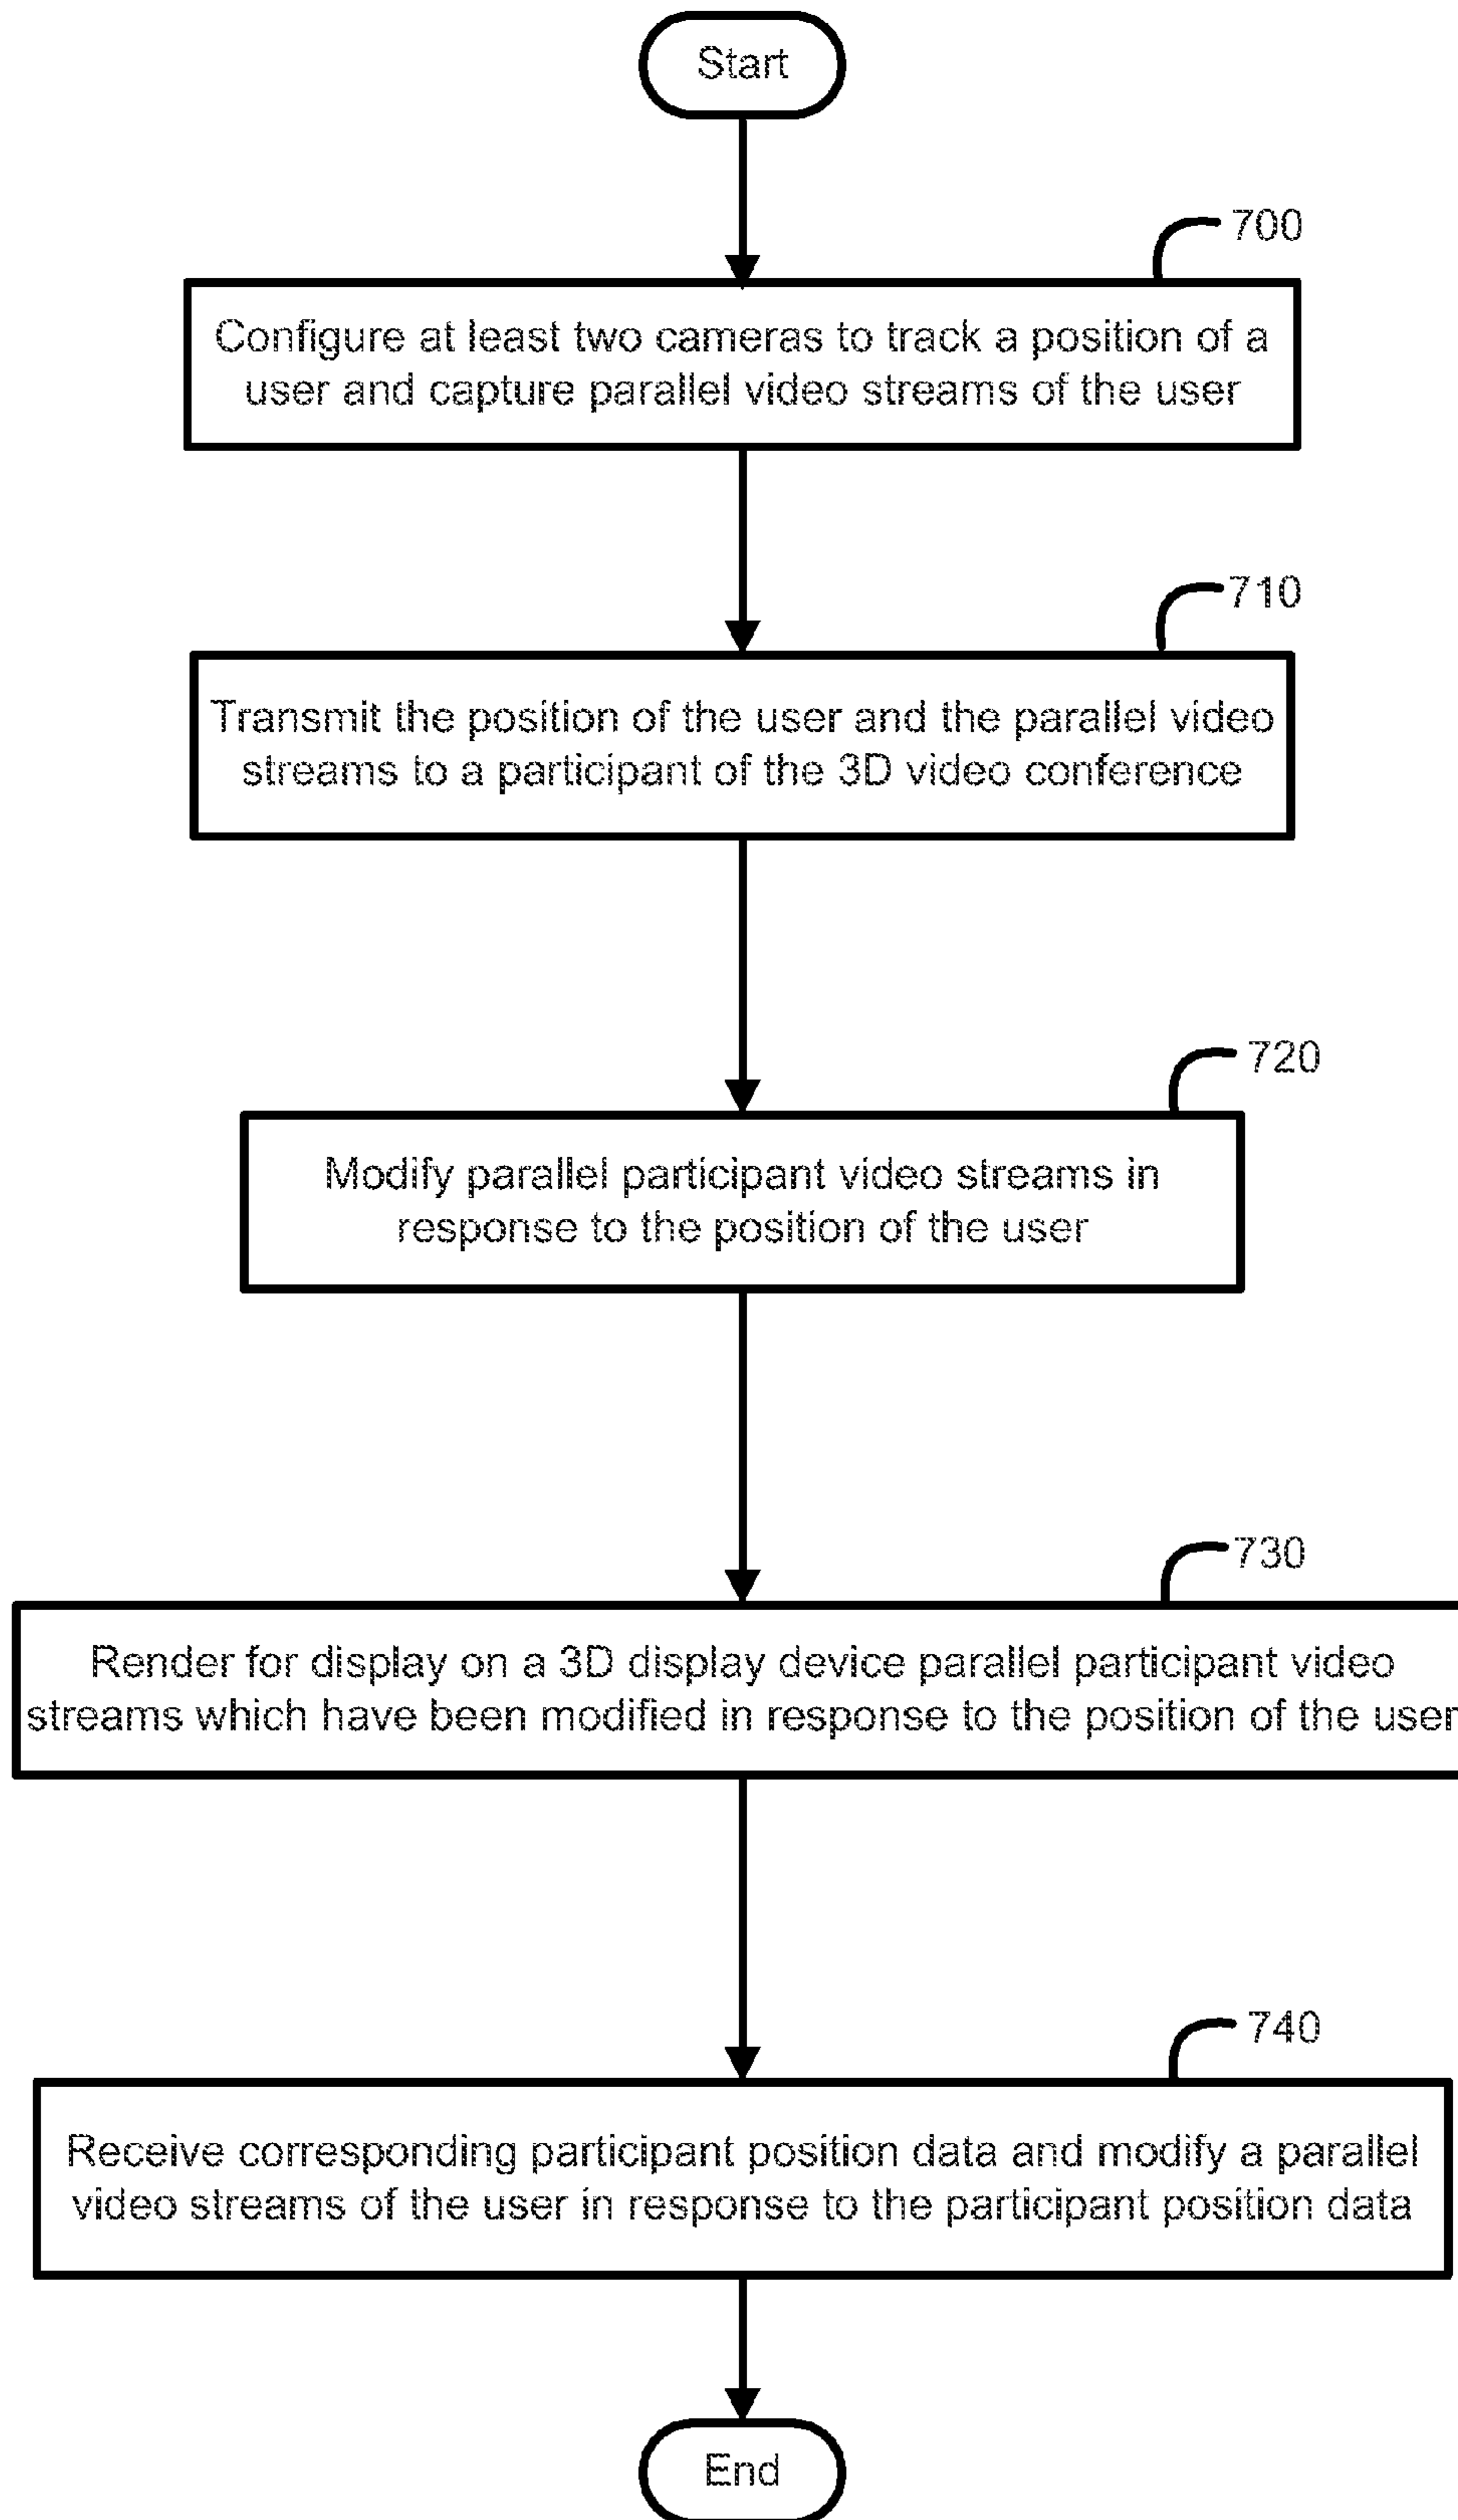 Start
700
Configure at least two cameras to track a position of a
user and capture parallel video streams of the user
710
Transmit the position of the user and the parallel video
streams to a participant of the 3D video conference
720
Modify parallel participant video streams in
response to the position of the user
730
Render for display on a 3D display device parallel participant video
streams which have been modified in response to the position of the user
740
Receive corresponding participant position data and modify a parallel
video streams of the user in response to the participant position data
End